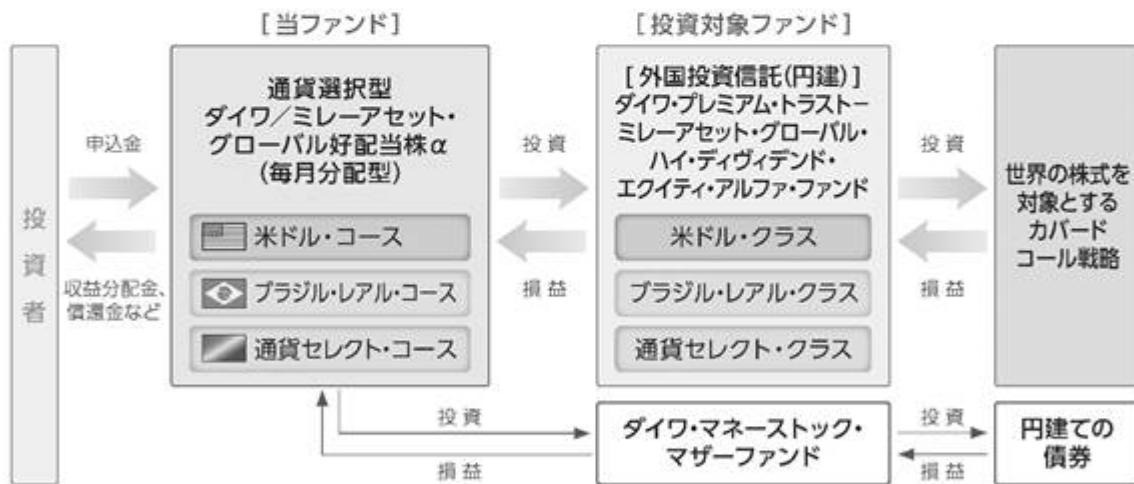 [当ファンド]
[投資対象ファンド]
投資者
申込金
収益分配金、
償還金など
通貨選択型
ダイワ／ミレーアセット・
グローバル好配当株α
(毎月分配型)
米ドル・コース
ブラジル・レアル・コース
通貨セレクト・コース
投資
損益
[外国投資信託(円建)]
ダイワ・プレミアム・トラスト－
ミレーアセット・グローバル・
ハイ・ディヴィデンド・
エクイティ・アルファ・ファンド
米ドル・クラス
ブラジル・レアル・クラス
通貨セレクト・クラス
投資
損益
世界の株式を
対象とする
カバード
コール戦略
投資
損益
ダイワ・マネーストック・
マザーファンド
投資
損益
円建ての
債券